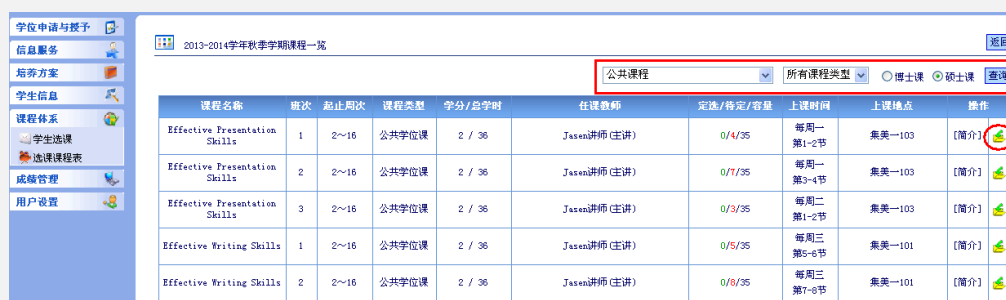 学位申请与授予
信息服务
培养方案
学生信息
课程体系
学生选课
选课课程表
成绩管理
用户设置
2013-2014学年秋季学期课程一览
返回
公共课程 所有课程类型 博士课 硕士课 查询
课程名称 班次 起止周次 课程类型 学分/总学时 任课教师 定选/待定/容量 上课时间 上课地点 操作
Effective Presentation Skills 1 2～16 公共学位课 2 / 36 Jasen讲师(主讲) 0/4/35 每周一 第1-2节 集美一103 [简介]
Effective Presentation Skills 2 2～16 公共学位课 2 / 36 Jasen讲师(主讲) 0/7/35 每周一 第3-4节 集美一103 [简介]
Effective Presentation Skills 3 2～16 公共学位课 2 / 36 Jasen讲师(主讲) 0/3/35 每周二 第1-2节 集美一103 [简介]
Effective Writing Skills 1 2～16 公共学位课 2 / 36 Jasen讲师(主讲) 0/5/35 每周三 第5-6节 集美一101 [简介]
Effective Writing Skills 2 2～16 公共学位课 2 / 36 Jasen讲师(主讲) 0/8/35 每周三 第7-8节 集美一101 [简介]